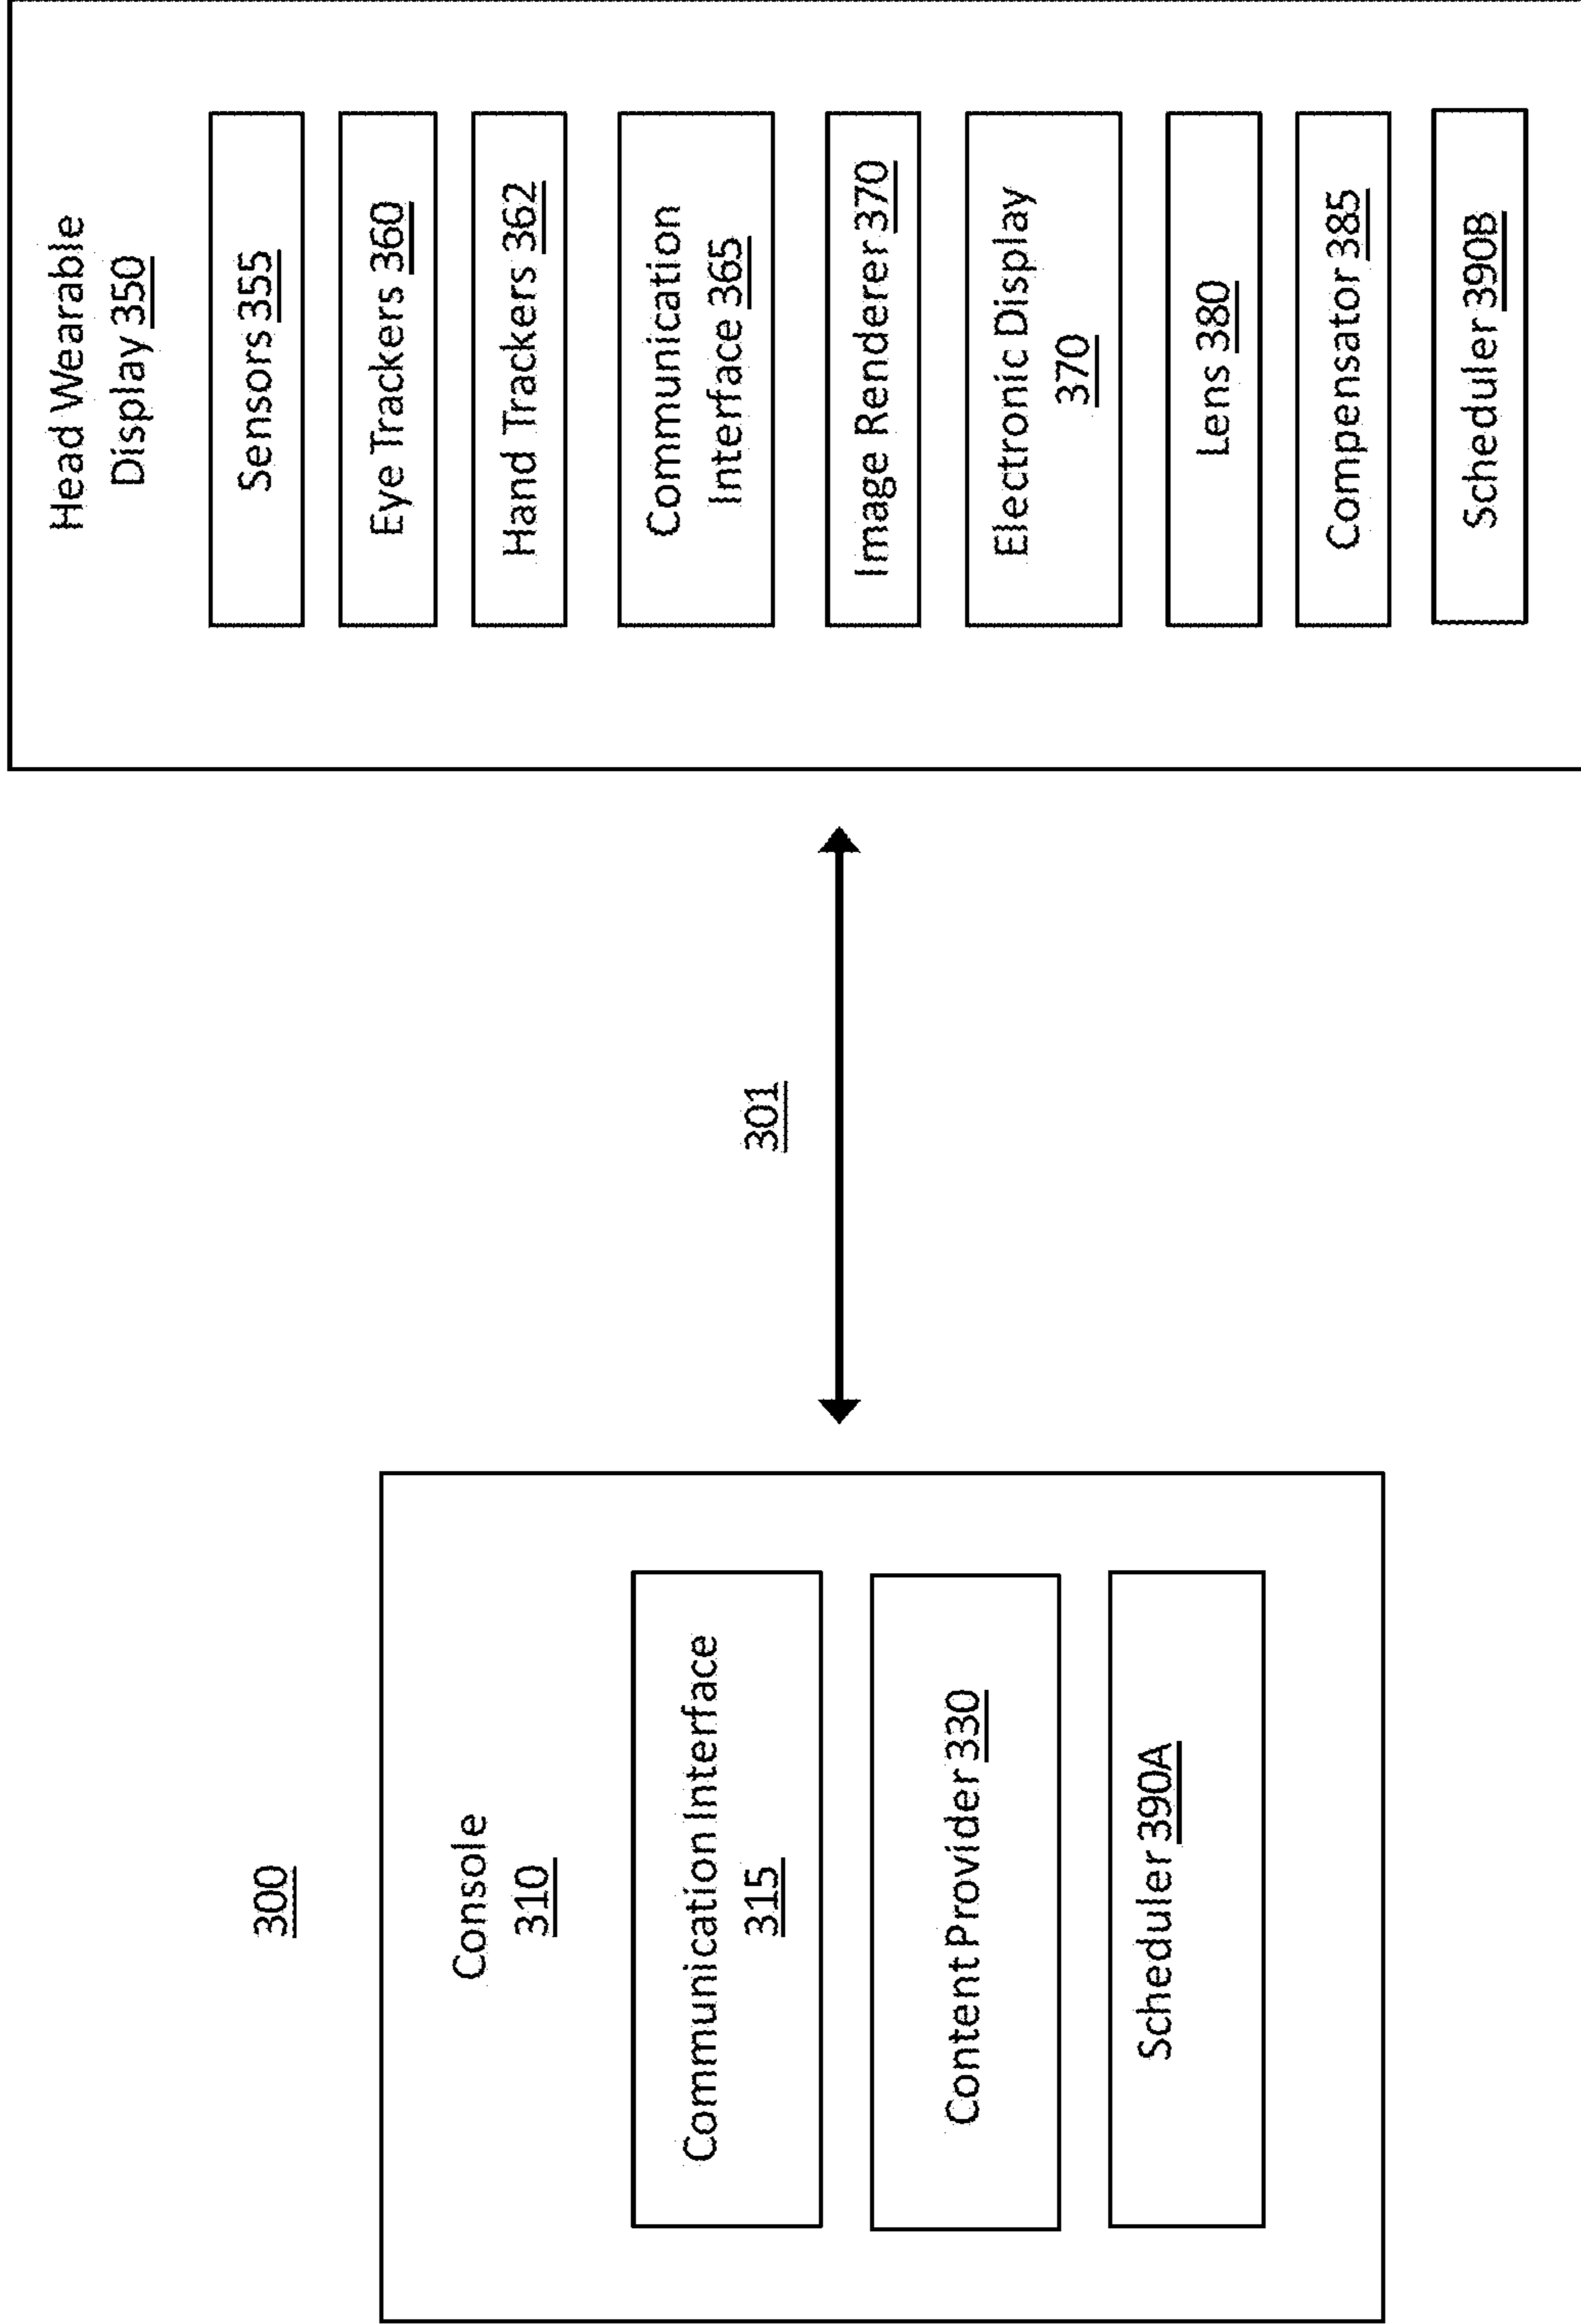 300
Console
310
Communication Interface
315
Content Provider 330
Scheduler 390A
301
Head Wearable
Display 350
Sensors 355
Eye Trackers 360
Hand Trackers 362
Communication
Interface 365
Image Renderer 370
Electronic Display
370
Lens 380
Compensator 385
Scheduler 390B